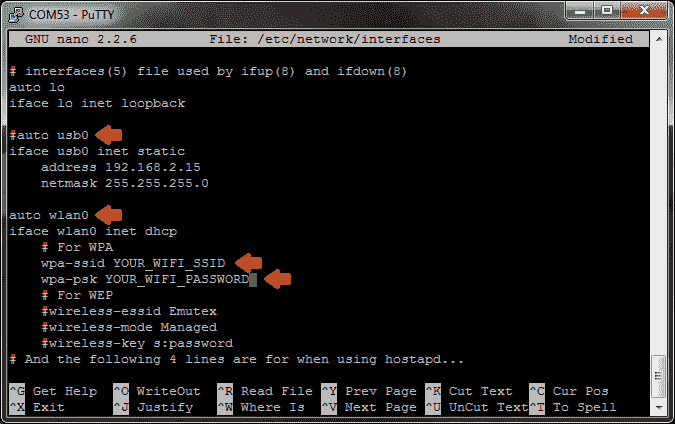 COM53 - PuTTY
GNU nano 2.2.6 File: /etc/network/interfaces Modified
# interfaces(5) file used by ifup(8) and ifdown(8)
auto lo
iface lo inet loopback
#auto usb0
iface usb0 inet static
address 192.168.2.15
netmask 255.255.255.0
auto wlan0
iface wlan0 inet dhcp
# For WPA
wpa-ssid YOUR_WIFI_SSID
wpa-psk YOUR_WIFI_PASSWORD
# For WEP
#wireless-essid Emutex
#wireless-mode Managed
#wireless-key s:password
# And the following 4 lines are for when using hostapd...
^G Get Help ^O WriteOut ^R Read File ^Y Prev Page ^K Cut Text ^C Cur Pos
^X Exit ^J Justify ^W Where Is ^V Next Page ^U UnCut Text ^T To Spell